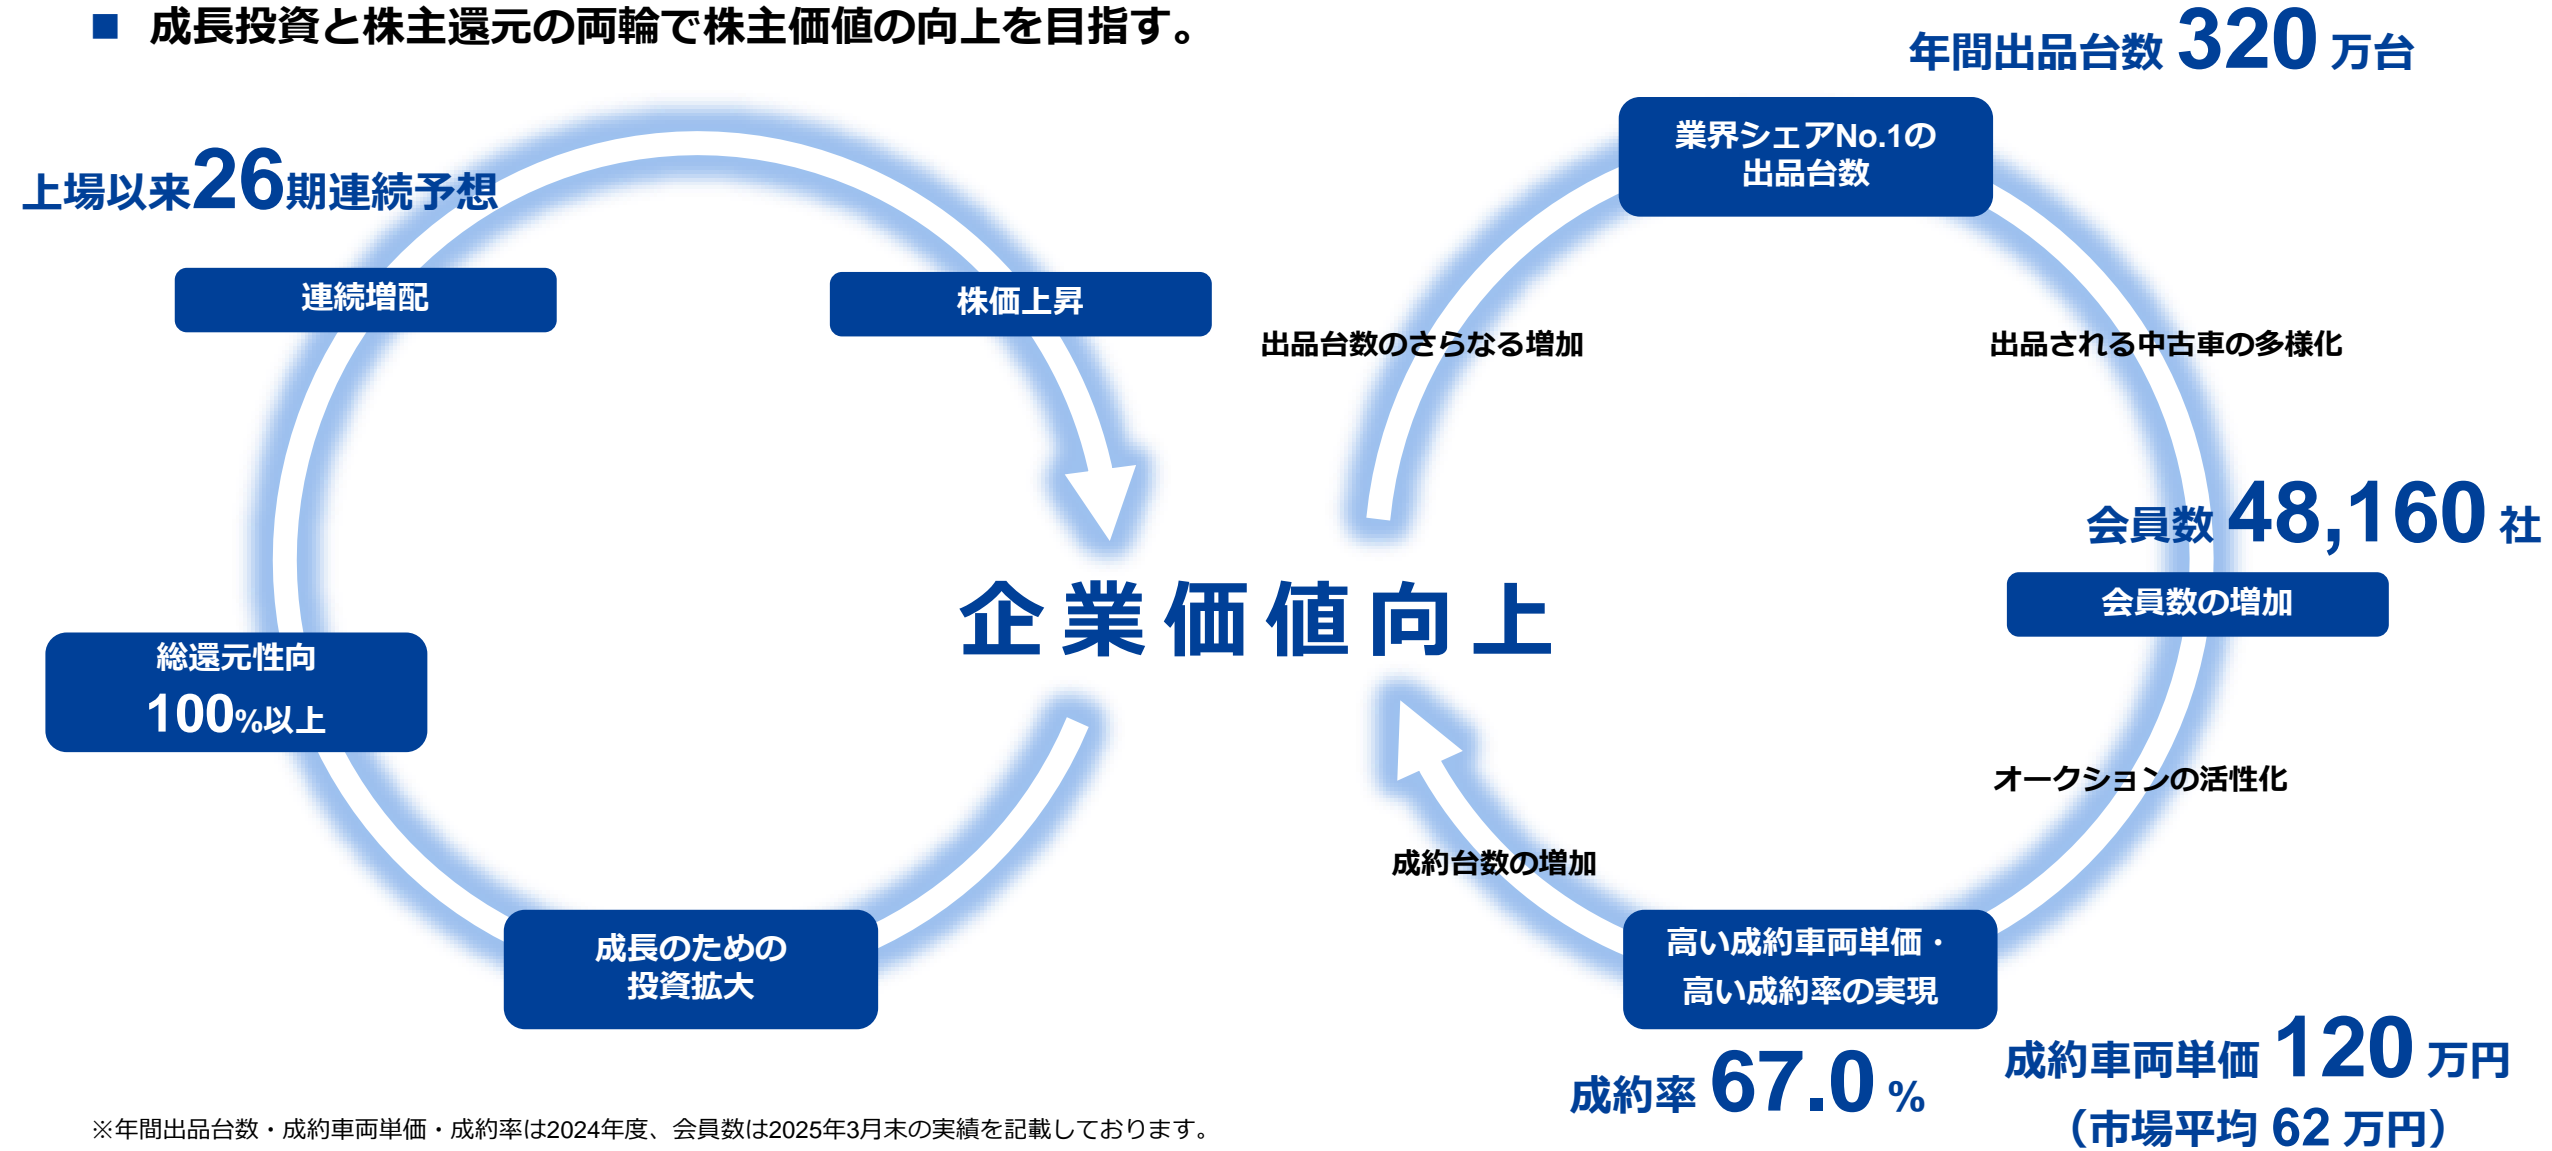 ■ 成長投資と株主還元の両輪で株主価値の向上を目指す。
年間出品台数 320 万台
業界シェアNo.1の
出品台数
上場以来26期連続予想
連続増配
株価上昇
出品台数のさらなる増加
出品される中古車の多様化
会員数 48,160 社
会員数の増加
企業価値向上
総還元性向
100%以上
オークションの活性化
成約台数の増加
成長のための
投資拡大
高い成約車両単価・
高い成約率の実現
成約率 67.0 %
成約車両単価 120 万円
（市場平均 62 万円）
※年間出品台数・成約車両単価・成約率は2024年度、会員数は2025年3月末の実績を記載しております。